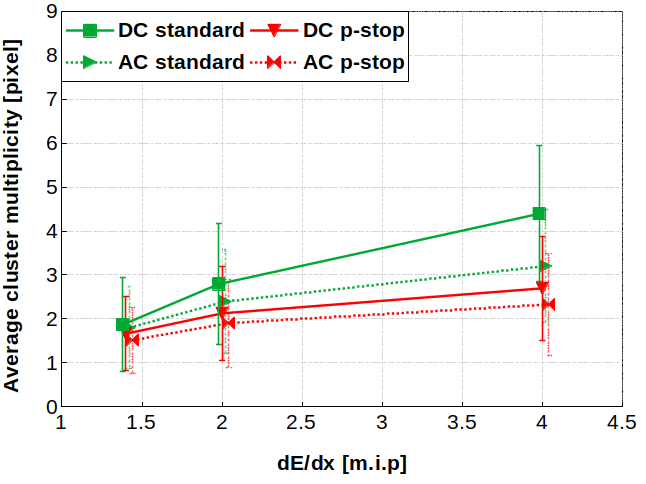 9
8
7
6
5
4
3
2
1
0
Average cluster multiplicity [pixel]
DC standard DC p-stop
AC standard AC p-stop
1 1.5 2 2.5 3 3.5 4 4.5
dE/dx [m.i.p]